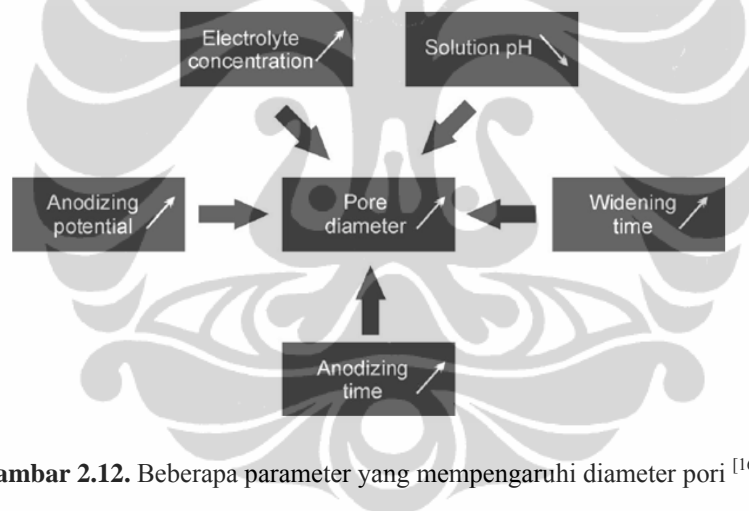 Electrolyte
concentration
Solution pH
Anodizing
potential
Pore
diameter
Widening
time
Anodizing
time
ambar 2.12. Beberapa parameter yang mempengaruhi diameter pori